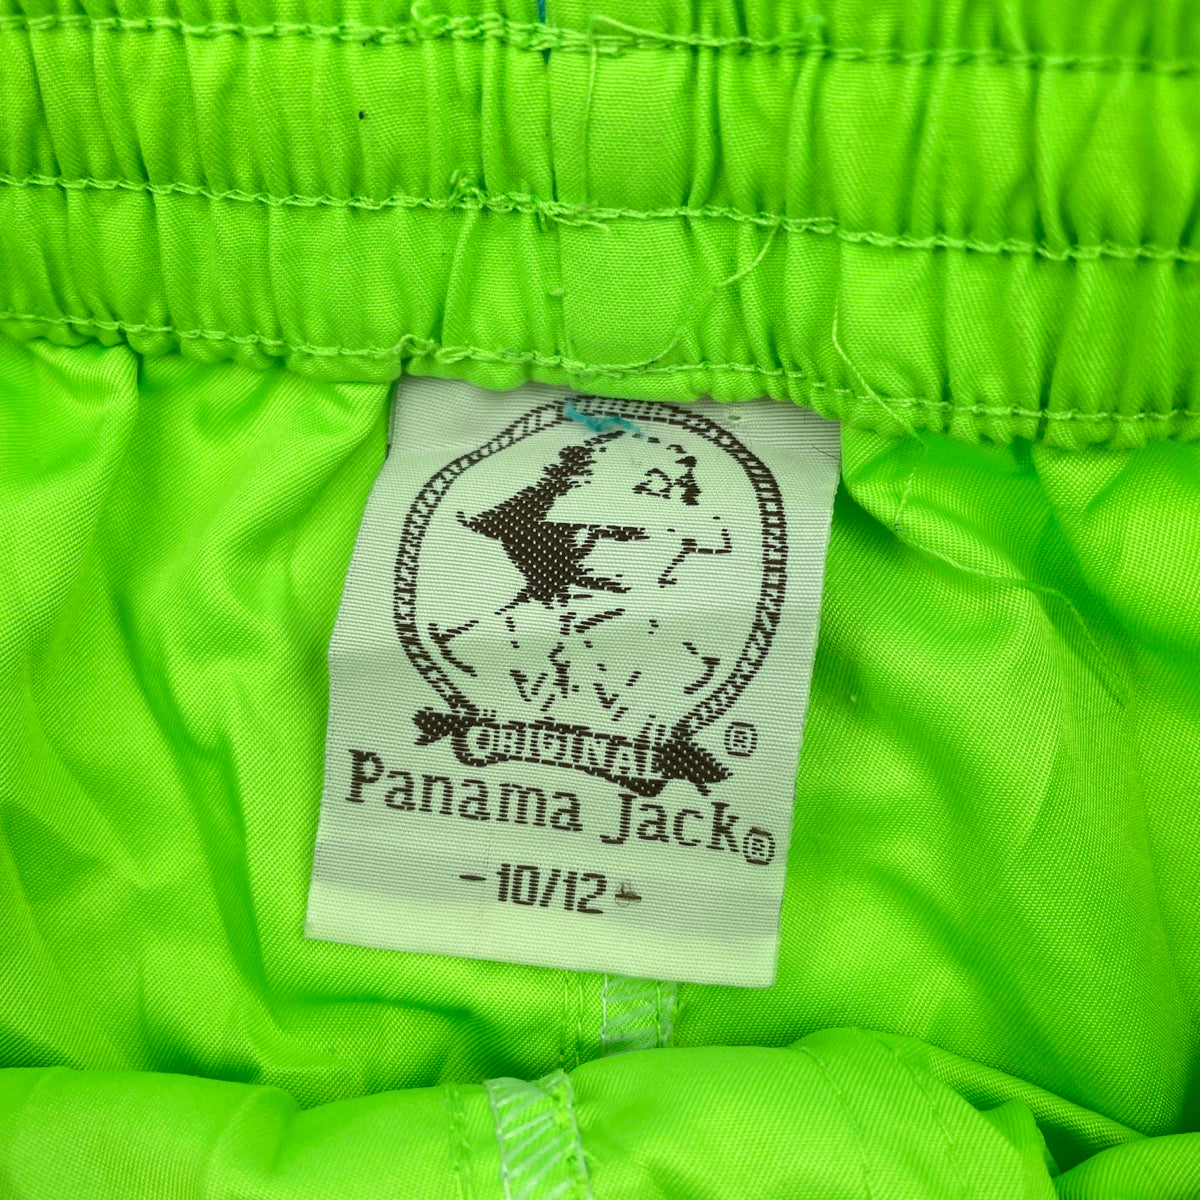 ORIGINAL ®
Panama Jack®
-10/12-